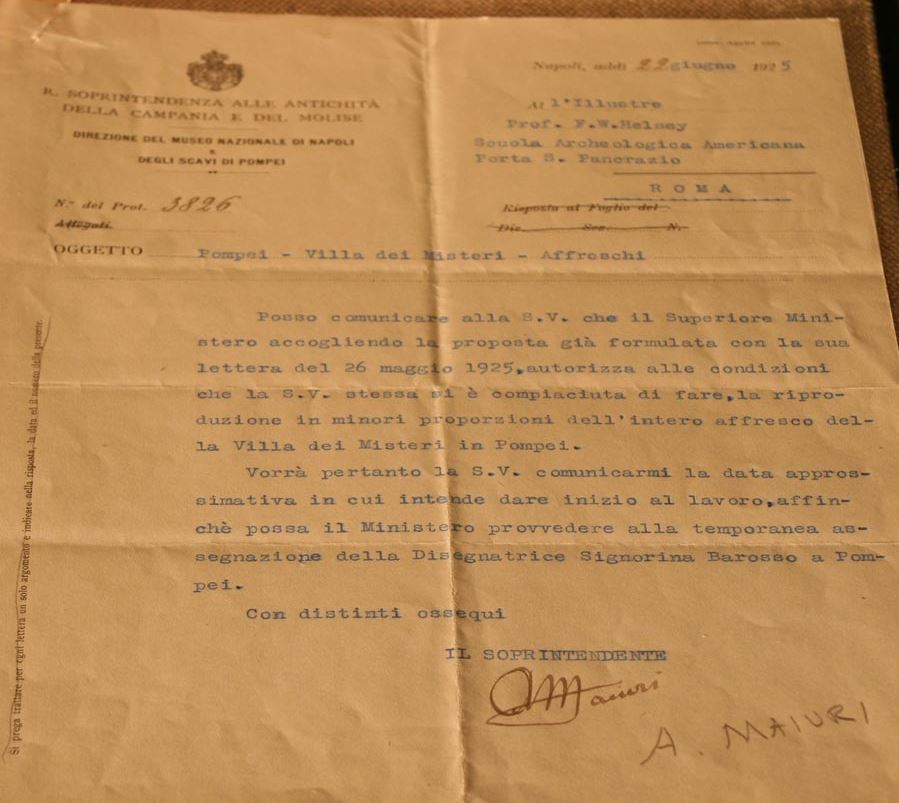 Napoli, addì 22 giugno 1925
R. SOPRINTENDENZA ALLE ANTICHITÀ
DELLA CAMPANIA E DEL MOLISE
DIREZIONE DEL MUSEO NAZIONALE DI NAPOLI
E
DEGLI SCAVI DI POMPEI
Al l'Illustre
Prof. F.W.Kelsey
Scuola Archeologica Americana
Porta S. Pancrazio
ROMA
N.° del Prot. 3826
Allegati.
Risposta al Foglio del
Div. Sez. N.
OGGETTO Pompei - Villa dei Misteri - Affreschi
Posso comunicare alla S.V. che il Superiore Mini-
stero accogliendo la proposta già formulata con la sua
lettera del 26 maggio 1925,autorizza alle condizioni
che la S.V. stessa si è compiaciuta di fare,la ripro-
duzione in minori proporzioni dell'intero affresco del-
la Villa dei Misteri in Pompei.
Vorrà pertanto la S.V. comunicarmi la data appros-
simativa in cui intende dare inizio al lavoro,affin-
chè possa il Ministero provvedere alla temporanea as-
segnazione della Disegnatrice Signorina Barosso a Pom-
pei.
Con distinti ossequi
IL SOPRINTENDENTE
A Maiuri
A. MAIURI
Si prega trattare per ogni lettera un solo argomento e indicare nella risposta, la data ed il numero della presente.